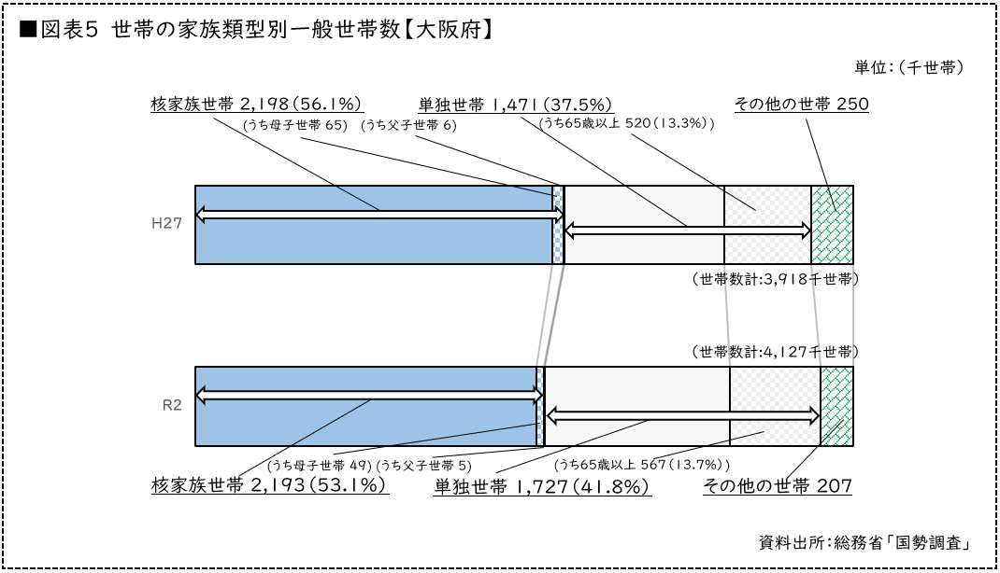 ■図表5 世帯の家族類型別一般世帯数【大阪府】
単位:(千世帯)
核家族世帯 2,198(56.1%)
単独世帯 1,471(37.5%)
その他の世帯 250
(うち母子世帯 65)
(うち父子世帯 6)
(うち65歳以上 520(13.3%))
H27
(世帯数計:3,918千世帯)
(世帯数計:4,127千世帯)
R2
(うち母子世帯 49)
(うち父子世帯 5)
(うち65歳以上 567(13.7%))
核家族世帯 2,193(53.1%)
単独世帯 1,727(41.8%)
その他の世帯 207
資料出所:総務省「国勢調査」